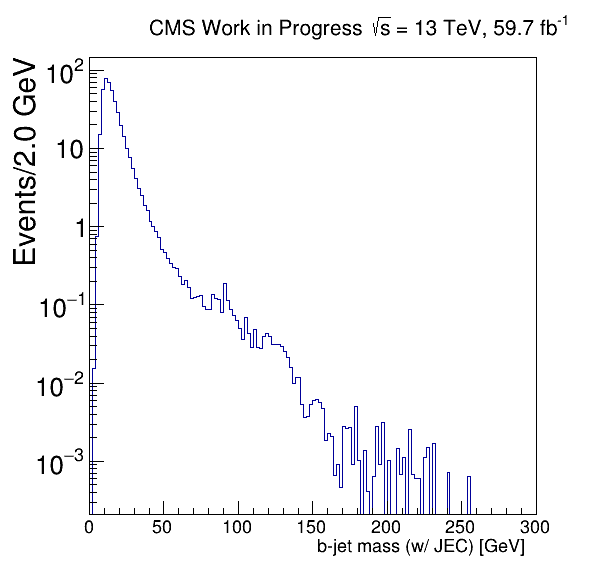 CMS Work in Progress √s = 13 TeV, 59.7 fb⁻¹
Events/2.0 GeV
10²
10
1
10⁻¹
10⁻²
10⁻³
0 50 100 150 200 250 300
b-jet mass (w/ JEC) [GeV]